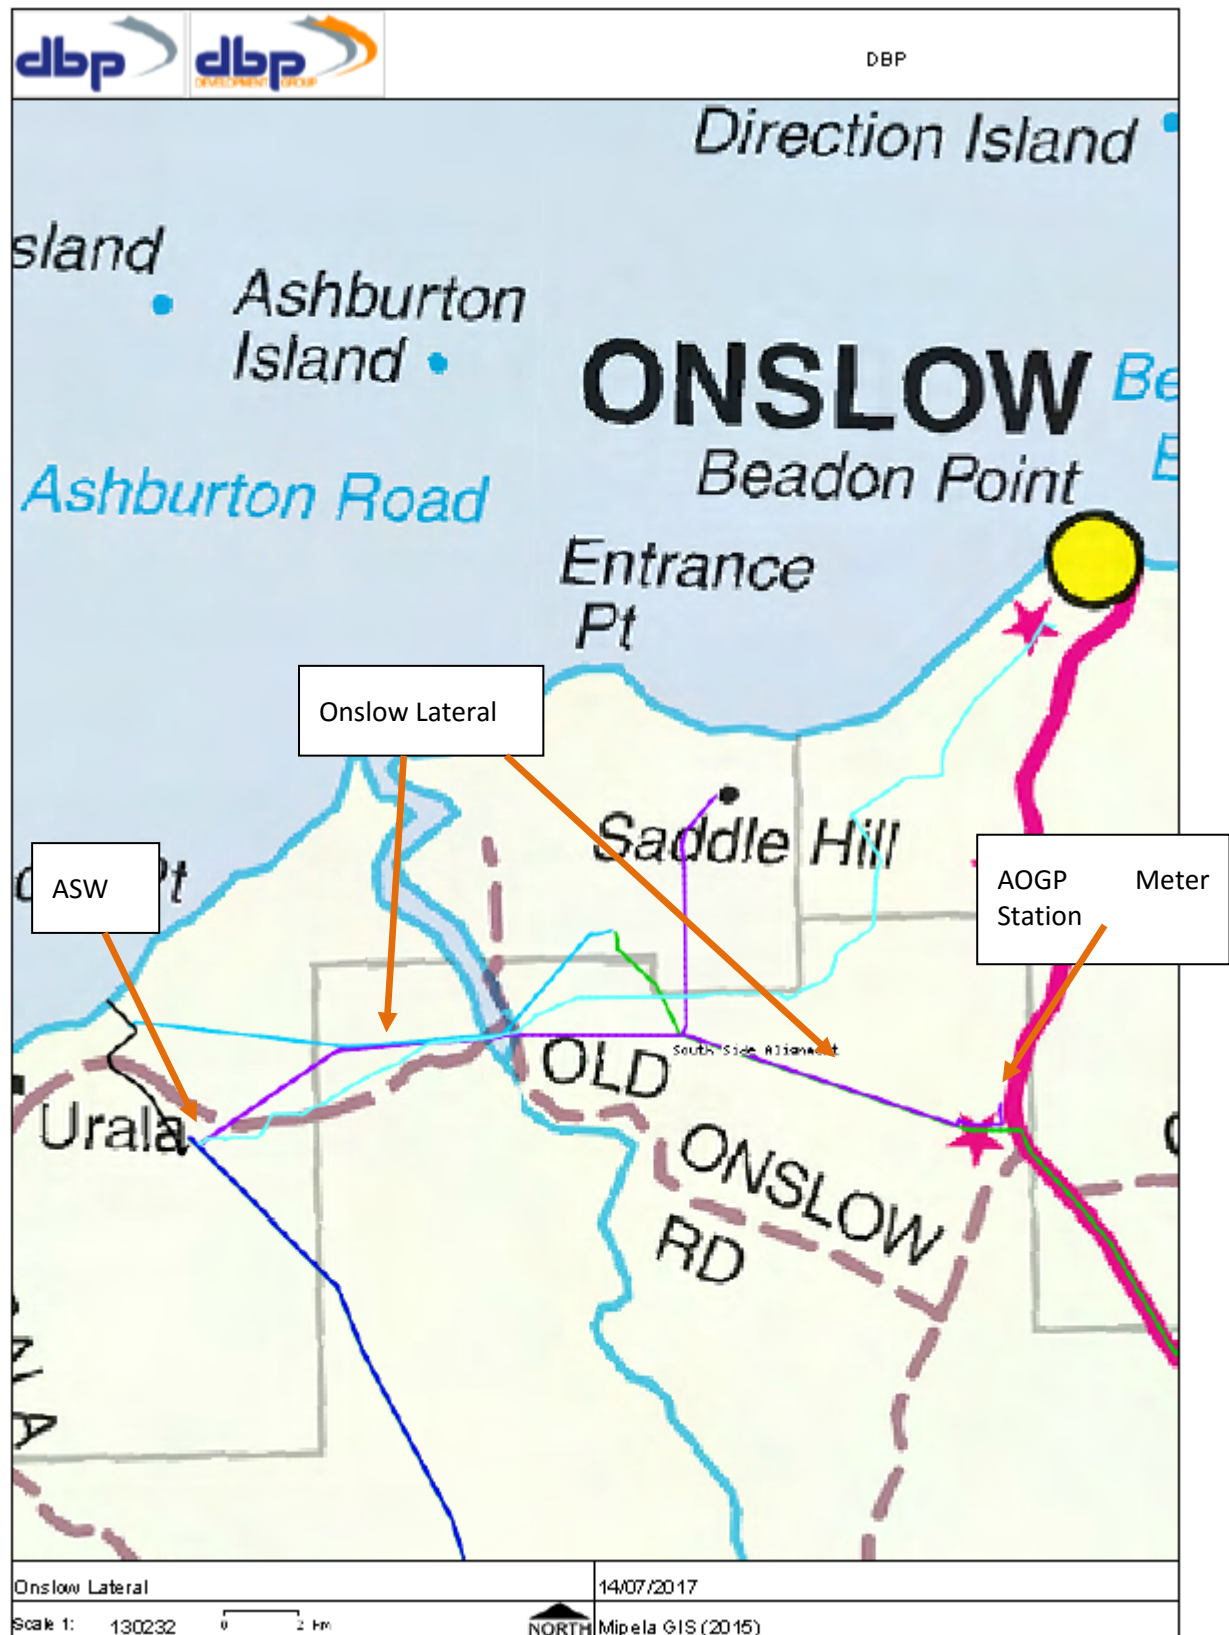 dbp
dbp
DEVELOPMENT GROUP
DBP
Direction Island
sland
Ashburton
Island
ONSLOW
Be
Beadon Point
Ashburton Road
Entrance
Pt
Onslow Lateral
Saddle Hill
ASW
Pt
AOGP Meter
Station
South Side Alignment
OLD
Urala
ONSLOW
RD
N A
Onslow Lateral
14/07/2017
Scale 1: 130232 0 2 km
NORTH
Mipela GIS (2015)